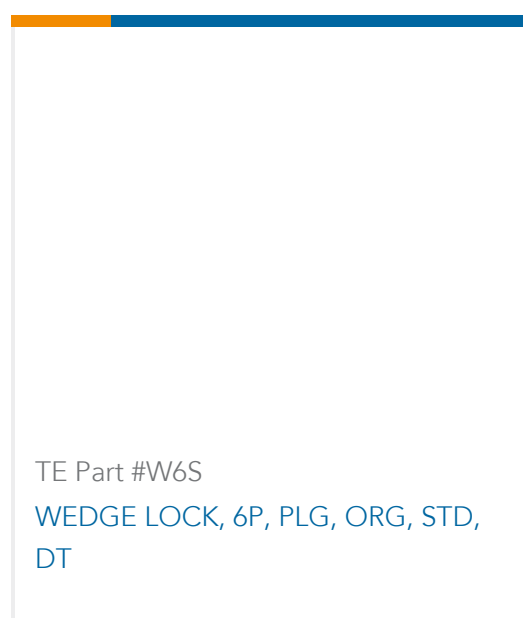 TE Part #W6S
WEDGE LOCK, 6P, PLG, ORG, STD,
DT